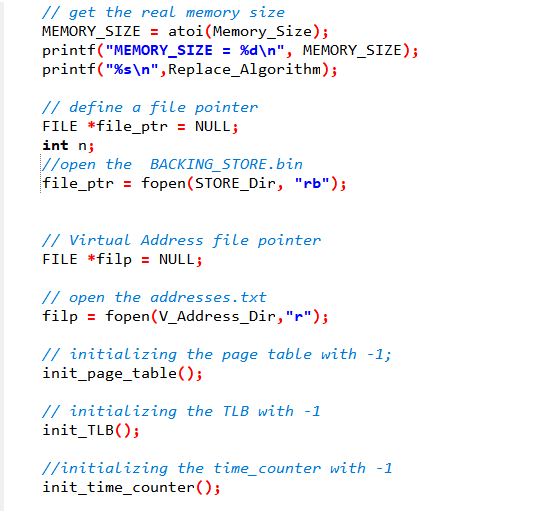 // get the real memory size
MEMORY_SIZE = atoi(Memory_Size);
printf("MEMORY_SIZE = %d\n", MEMORY_SIZE);
printf("%s\n",Replace_Algorithm);
// define a file pointer
FILE *file_ptr = NULL;
int n;
//open the  BACKING_STORE.bin
file_ptr = fopen(STORE_Dir, "rb");
// Virtual Address file pointer
FILE *filp = NULL;
// open the addresses.txt
filp = fopen(V_Address_Dir,"r");
// initializing the page table with -1;
init_page_table();
// initializing the TLB with -1
init_TLB();
//initializing the time_counter with -1
init_time_counter();